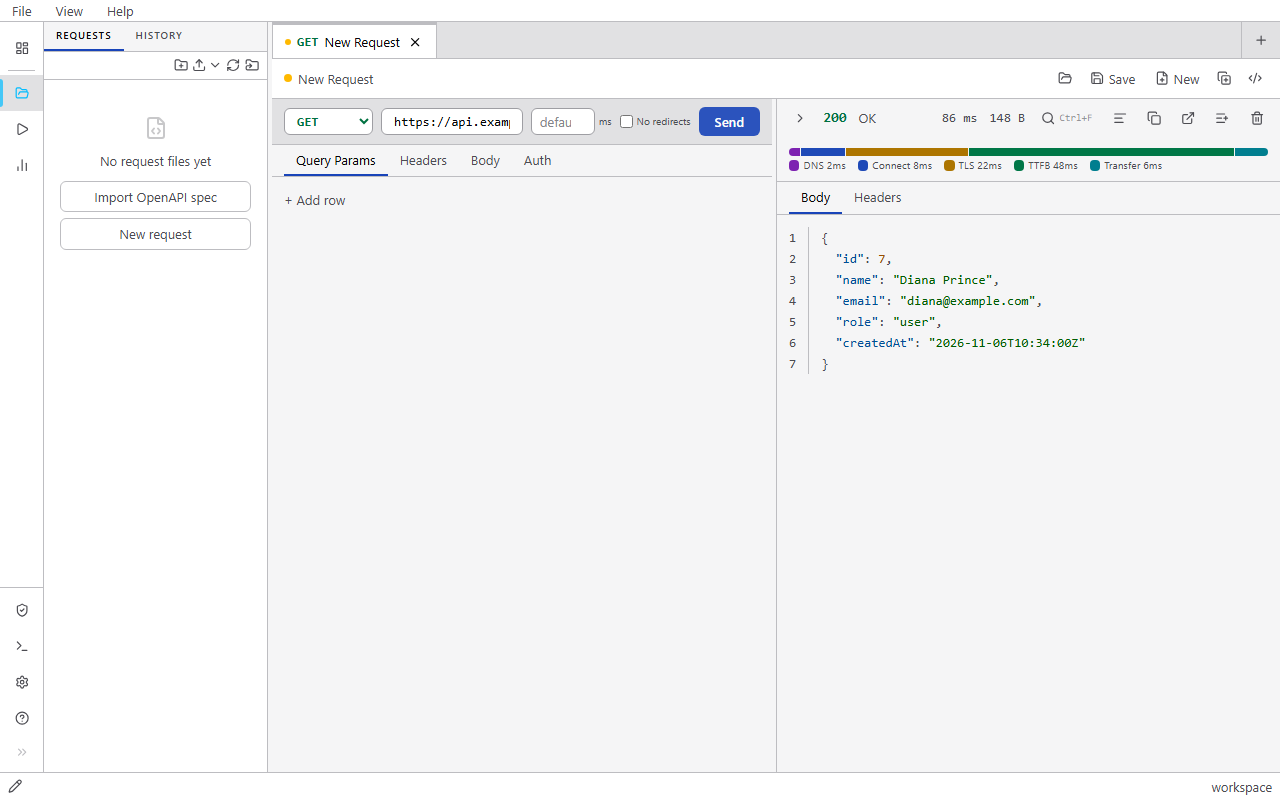 File View Help
REQUESTS HISTORY
GET New Request
New Request
Save New
No request files yet
Import OpenAPI spec
New request
GET https://api.examp defau ms No redirects Send
Query Params Headers Body Auth
+ Add row
200 OK 86 ms 148 B Ctrl+F
DNS 2ms Connect 8ms TLS 22ms TTFB 48ms Transfer 6ms
Body Headers
1 {
2 "id": 7,
3 "name": "Diana Prince",
4 "email": "diana@example.com",
5 "role": "user",
6 "createdAt": "2026-11-06T10:34:00Z"
7 }
workspace